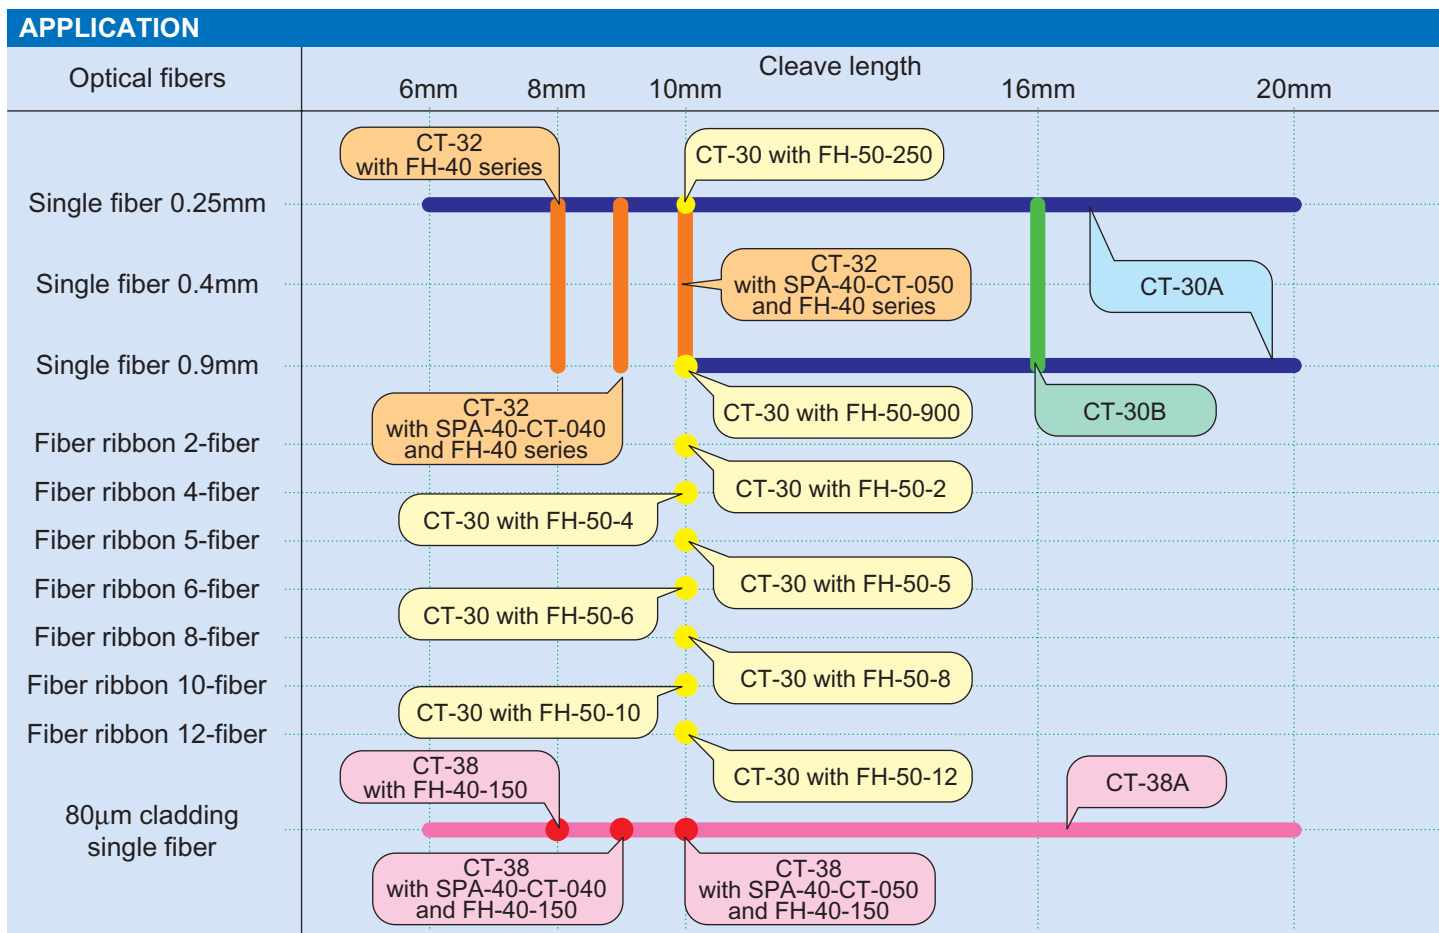 APPLICATION
Optical fibers
Cleave length
6mm
8mm
10mm
16mm
20mm
CT-32
with FH-40 series
CT-30 with FH-50-250
Single fiber 0.25mm
CT-32
with SPA-40-CT-050
and FH-40 series
Single fiber 0.4mm
CT-30A
Single fiber 0.9mm
CT-32
with SPA-40-CT-040
and FH-40 series
CT-30 with FH-50-900
CT-30B
Fiber ribbon 2-fiber
CT-30 with FH-50-2
Fiber ribbon 4-fiber
CT-30 with FH-50-4
Fiber ribbon 5-fiber
CT-30 with FH-50-5
Fiber ribbon 6-fiber
CT-30 with FH-50-6
Fiber ribbon 8-fiber
CT-30 with FH-50-8
Fiber ribbon 10-fiber
CT-30 with FH-50-10
Fiber ribbon 12-fiber
CT-30 with FH-50-12
CT-38
with FH-40-150
CT-38A
80μm cladding
single fiber
CT-38
with SPA-40-CT-040
and FH-40-150
CT-38
with SPA-40-CT-050
and FH-40-150